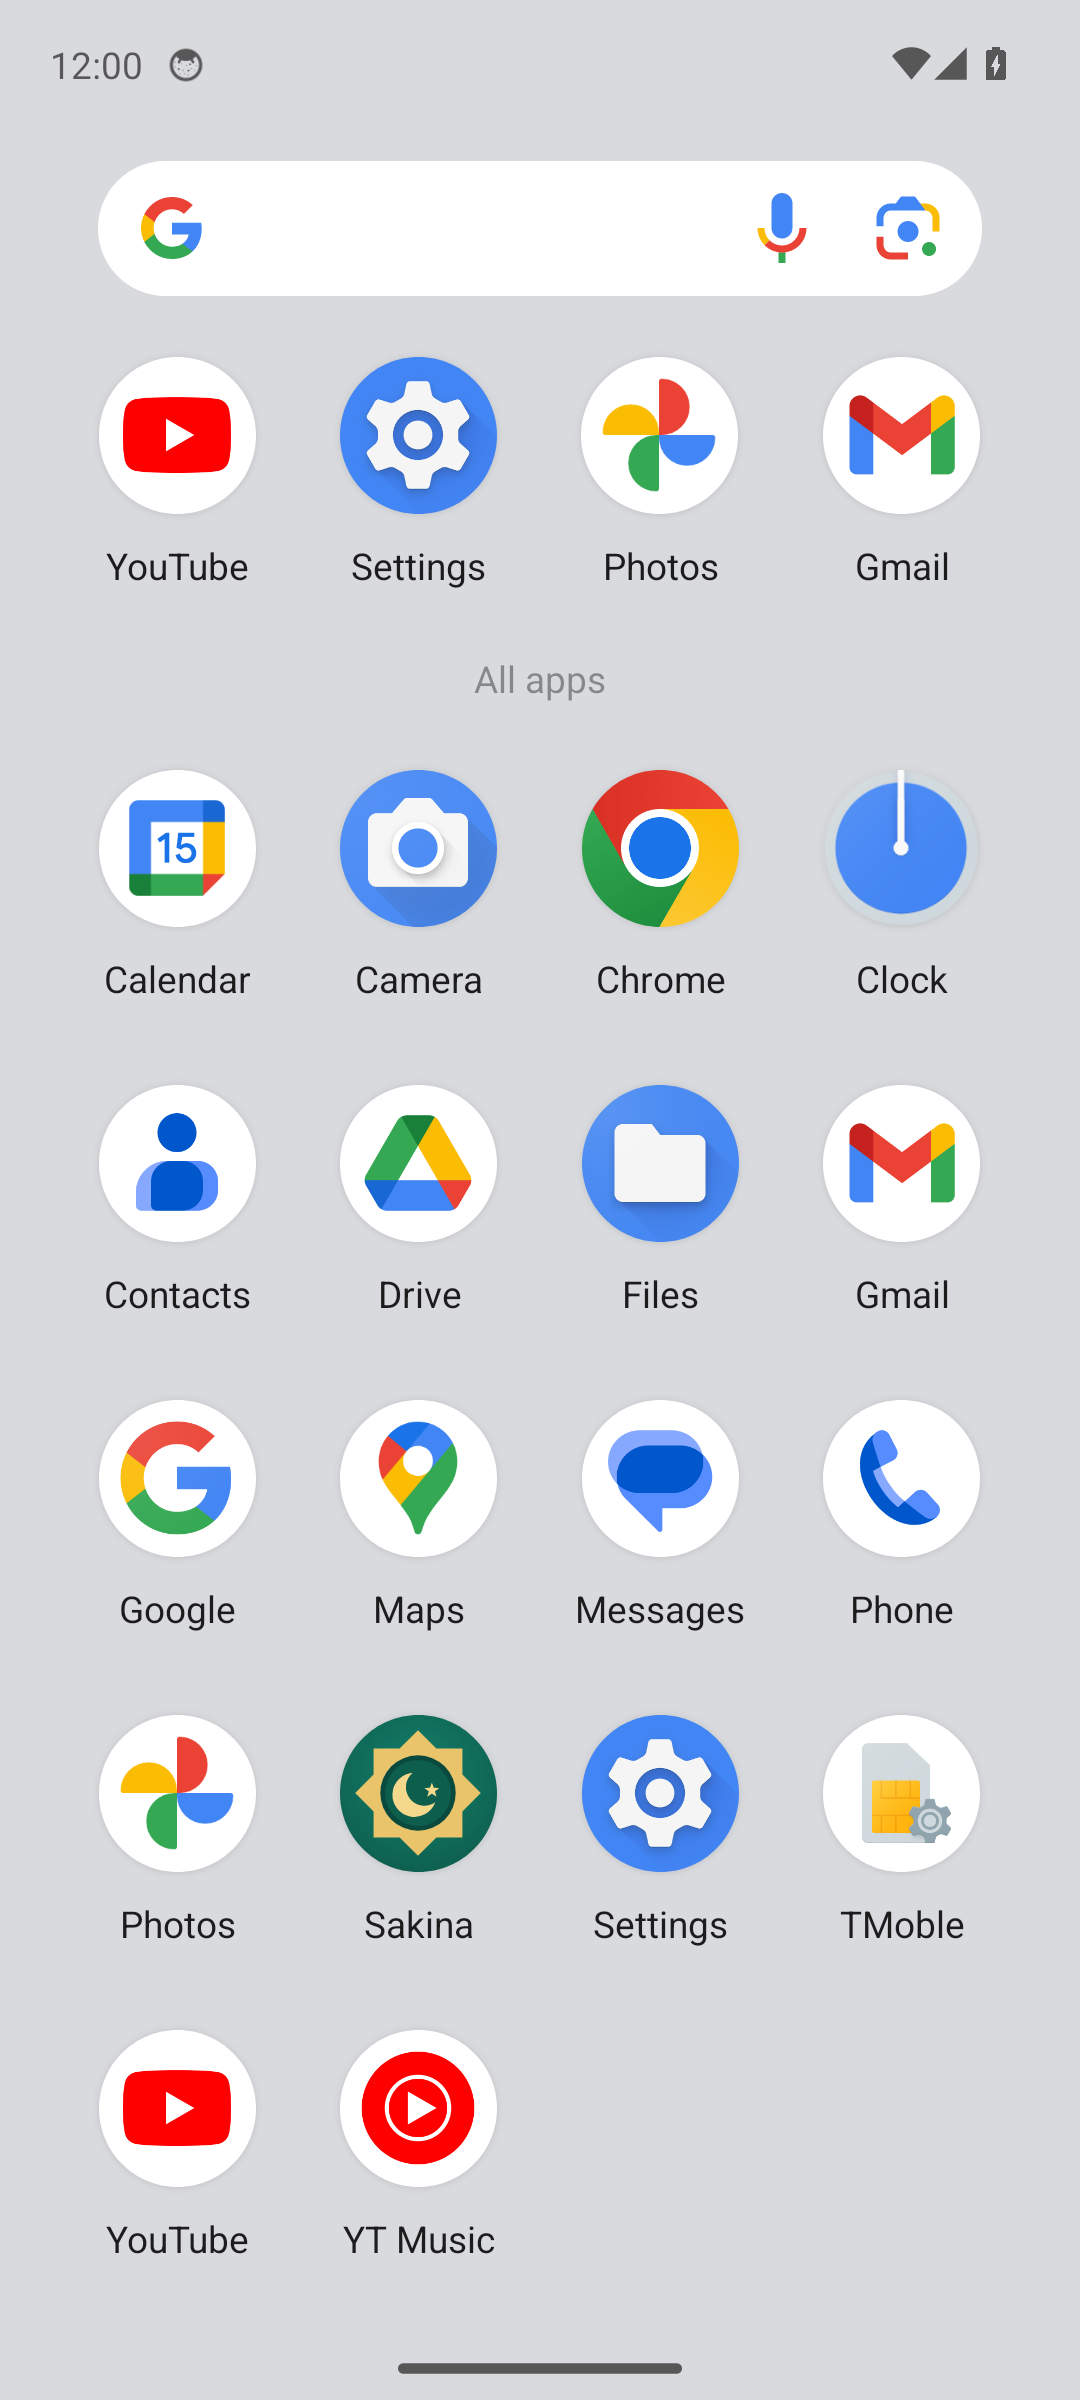 12:00
YouTube Settings Photos Gmail
All apps
15
Calendar Camera Chrome Clock
Contacts Drive Files Gmail
Google Maps Messages Phone
Photos Sakina Settings TMoble
YouTube YT Music